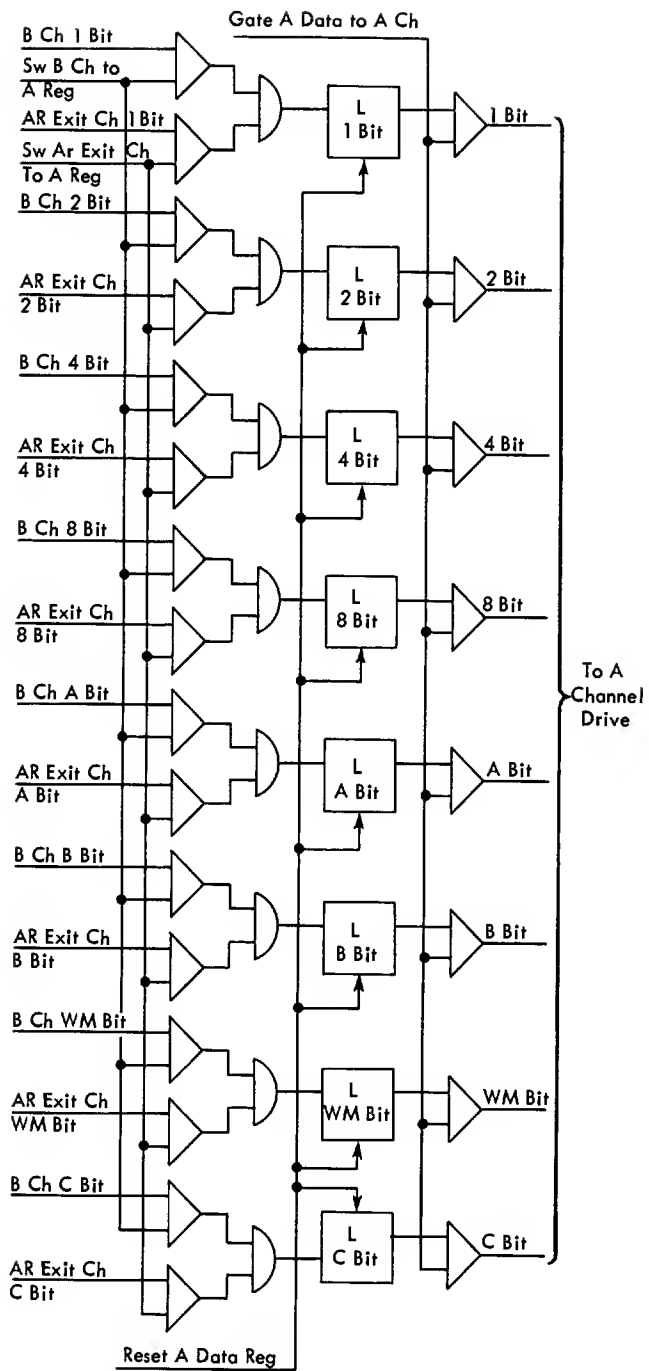 Gate A Data to A Ch
B Ch 1 Bit
Sw B Ch to
A Reg
AR Exit Ch 1Bit
Sw Ar Exit Ch
To A Reg
L
1 Bit
1 Bit
B Ch 2 Bit
AR Exit Ch
2 Bit
L
2 Bit
2 Bit
B Ch 4 Bit
AR Exit Ch
4 Bit
L
4 Bit
4 Bit
B Ch 8 Bit
AR Exit Ch
8 Bit
L
8 Bit
8 Bit
To A
Channel
Drive
B Ch A Bit
AR Exit Ch
A Bit
L
A Bit
A Bit
B Ch B Bit
AR Exit Ch
B Bit
L
B Bit
B Bit
B Ch WM Bit
AR Exit Ch
WM Bit
L
WM Bit
WM Bit
B Ch C Bit
AR Exit Ch
C Bit
L
C Bit
C Bit
Reset A Data Reg